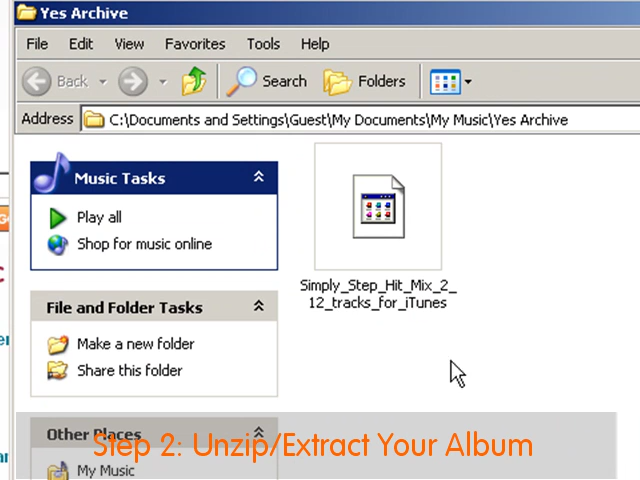 Yes Archive
File Edit View Favorites Tools Help
Back Search Folders
Address C:\Documents and Settings\Guest\My Documents\My Music\Yes Archive
Music Tasks
Play all
Shop for music online
Simply_Step_Hit_Mix_2_
12_tracks_for_iTunes
File and Folder Tasks
Make a new folder
Share this folder
Other Places
Step 2: Unzip/Extract Your Album
My Music